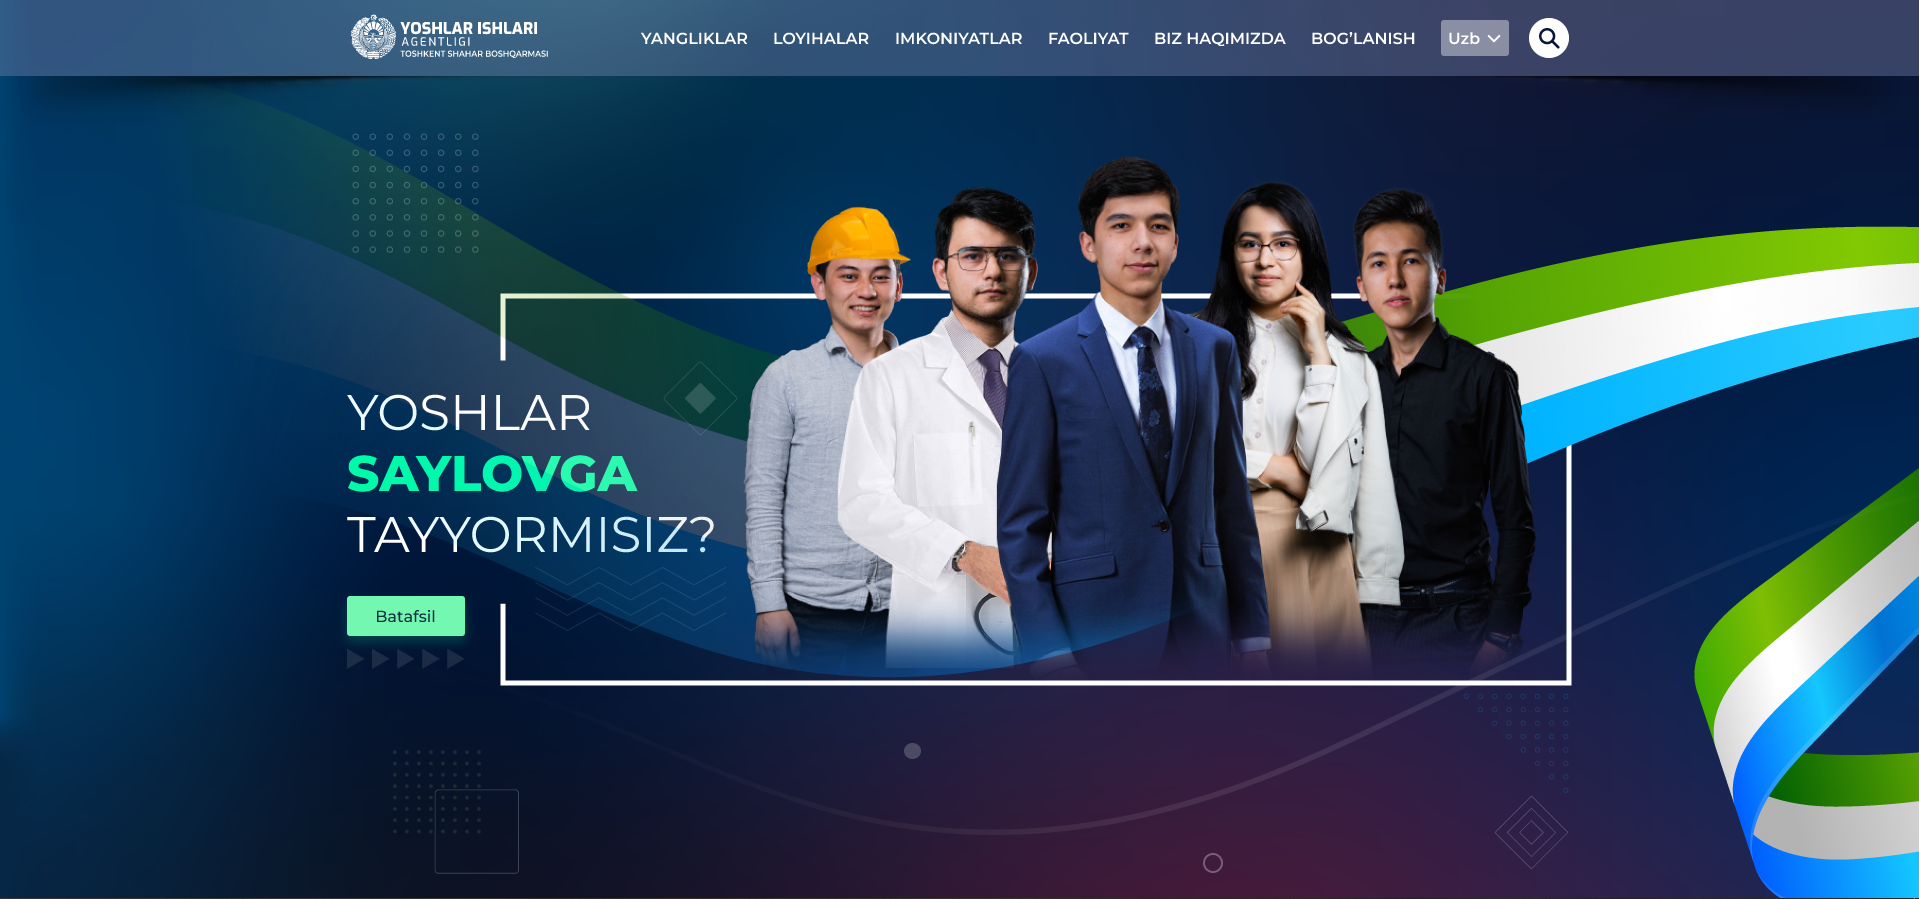 YOSHLAR ISHLARI
AGENTLIGI
TOSHKENT SHAHAR BOSHQARMASI
YANGLIKLAR
LOYIHALAR
IMKONIYATLAR
FAOLIYAT
BIZ HAQIMIZDA
BOG’LANISH
Uzb
YOSHLAR
SAYLOVGA
TAYYORMISIZ?
Batafsil